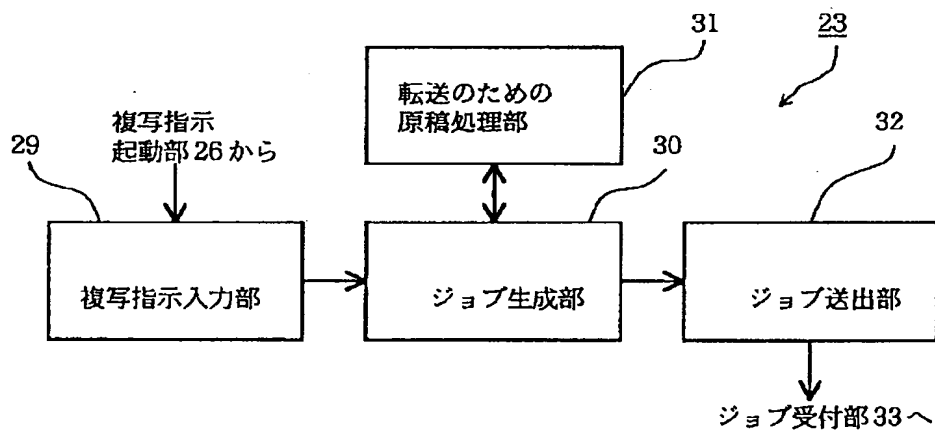 31
23
転送のための
原稿処理部
複写指示
起動部26から
29
30
32
複写指示入力部
ジョブ生成部
ジョブ送出部
ジョブ受付部33へ